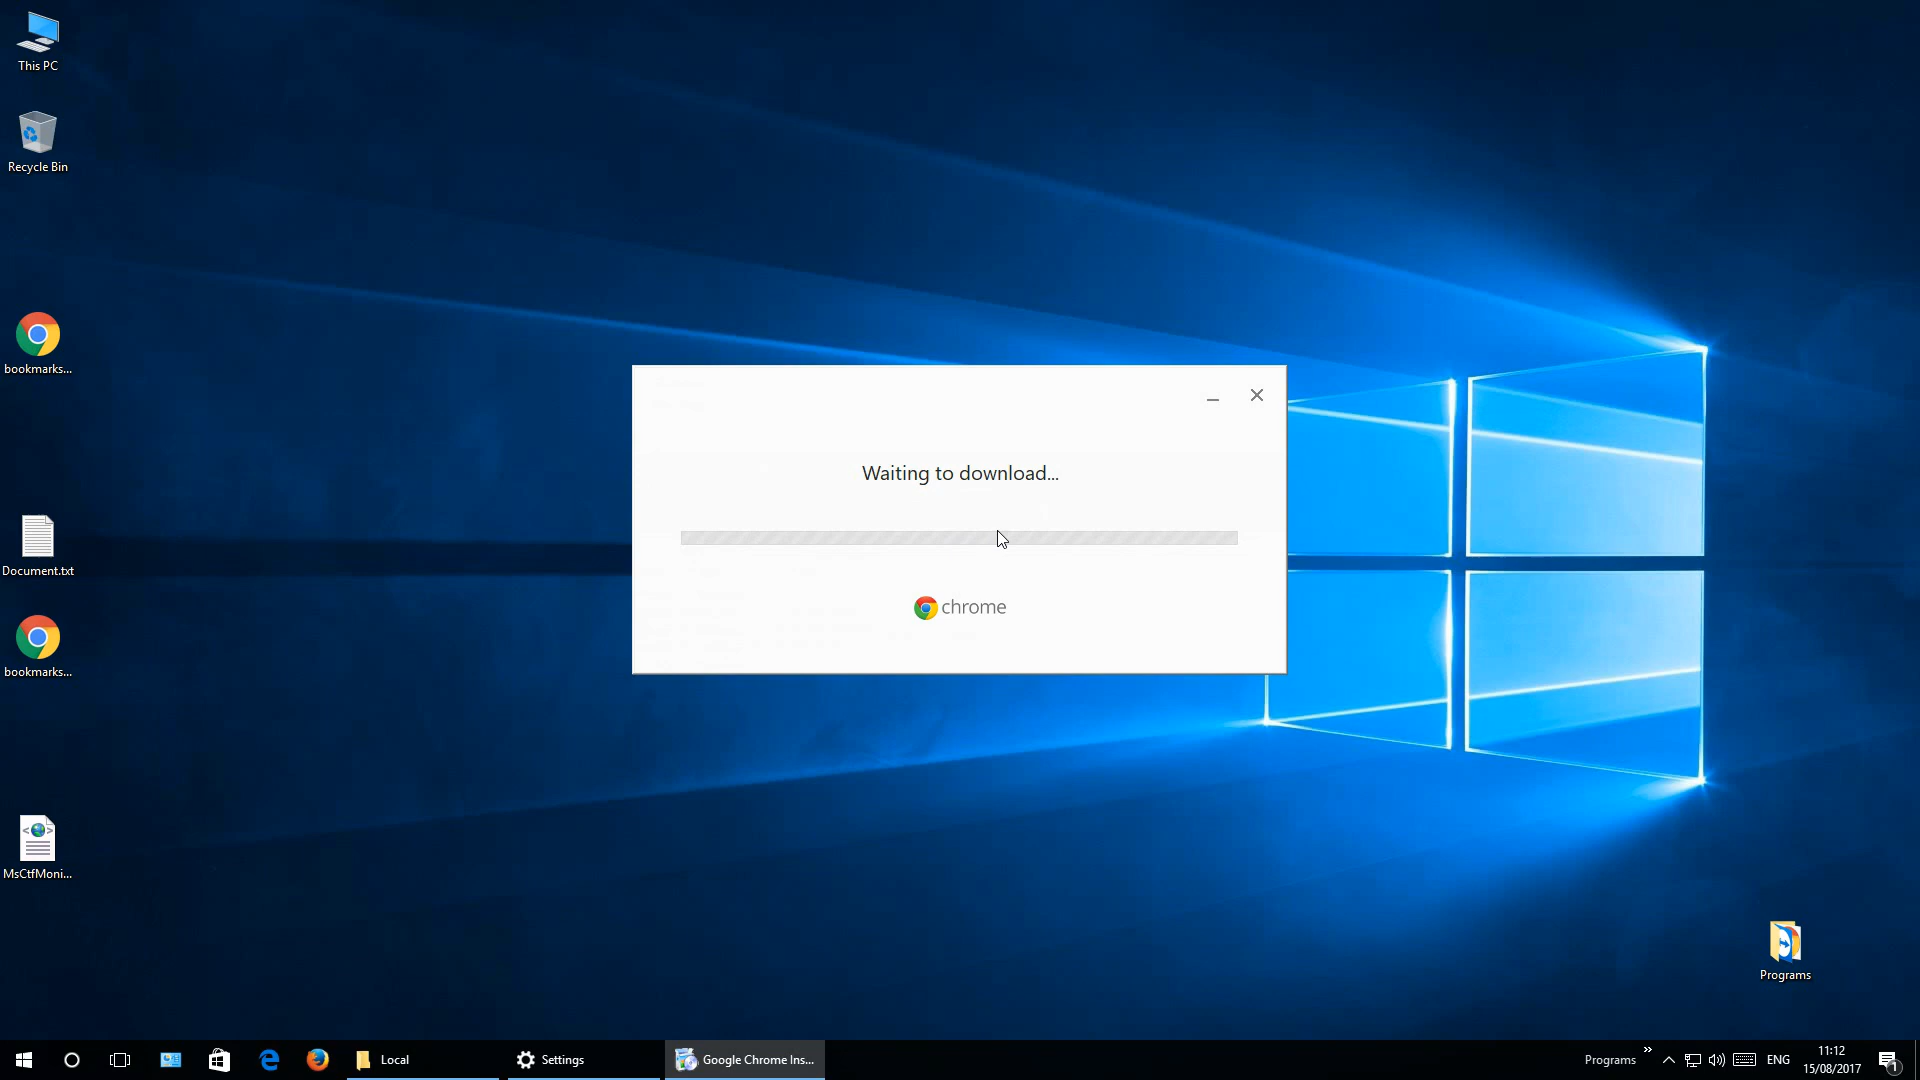 This PC
Recycle Bin
bookmarks...
Document.txt
bookmarks...
MsCtfMoni...
Waiting to download...
chrome
Programs
Local
Settings
Google Chrome Ins...
Programs
ENG
11:12
15/08/2017
1